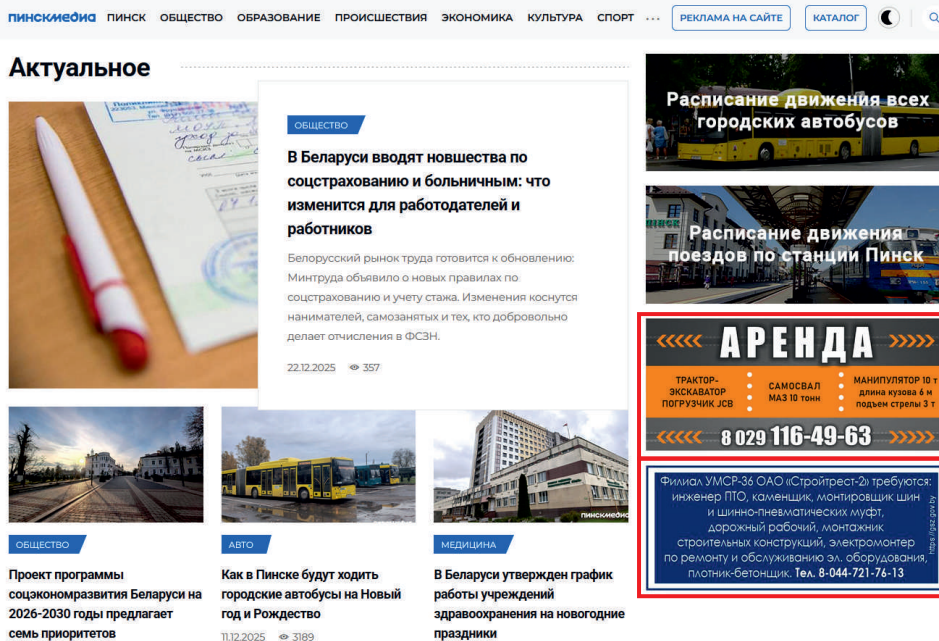 пинскмедиа ПИНСК ОБЩЕСТВО ОБРАЗОВАНИЕ ПРОИСШЕСТВИЯ ЭКОНОМИКА КУЛЬТУРА СПОРТ ··· РЕКЛАМА НА САЙТЕ КАТАЛОГ
Актуальное
ОБЩЕСТВО
В Беларуси вводят новшества по
соцстрахованию и больничным: что
изменится для работодателей и
работников
Белорусский рынок труда готовится к обновлению:
Минтруда объявило о новых правилах по
соцстрахованию и учету стажа. Изменения коснутся
нанимателей, самозанятых и тех, кто добровольно
делает отчисления в ФСЗН.
22.12.2025 357
ОБЩЕСТВО
Проект программы
соцэкономразвития Беларуси на
2026-2030 годы предлагает
семь приоритетов
АВТО
Как в Пинске будут ходить
городские автобусы на Новый
год и Рождество
11.12.2025 3189
пинскмедиа
МЕДИЦИНА
В Беларуси утвержден график
работы учреждений
здравоохранения на новогодние
праздники
Расписание движения всех
городских автобусов
ПИНСК
Расписание движения
поездов по станции Пинск
<<<<< АРЕНДА >>>>>
ТРАКТОР-
ЭКСКАВАТОР
ПОГРУЗЧИК JCB
САМОСВАЛ
МАЗ 10 тонн
МАНИПУЛЯТОР 10 т
длина кузова 6 м
подъем стрелы 3 т
<<<<< 8 029 116-49-63 >>>>>
Филиал УМСР-36 ОАО «Стройтрест-2» требуются:
инженер ПТО, каменщик, монтировщик шин
и шинно-пневматических муфт,
дорожный рабочий, монтажник
строительных конструкций, электромонтер
по ремонту и обслуживанию эл. оборудования,
плотник-бетонщик. Тел. 8-044-721-76-13
https://gsz.gov.by